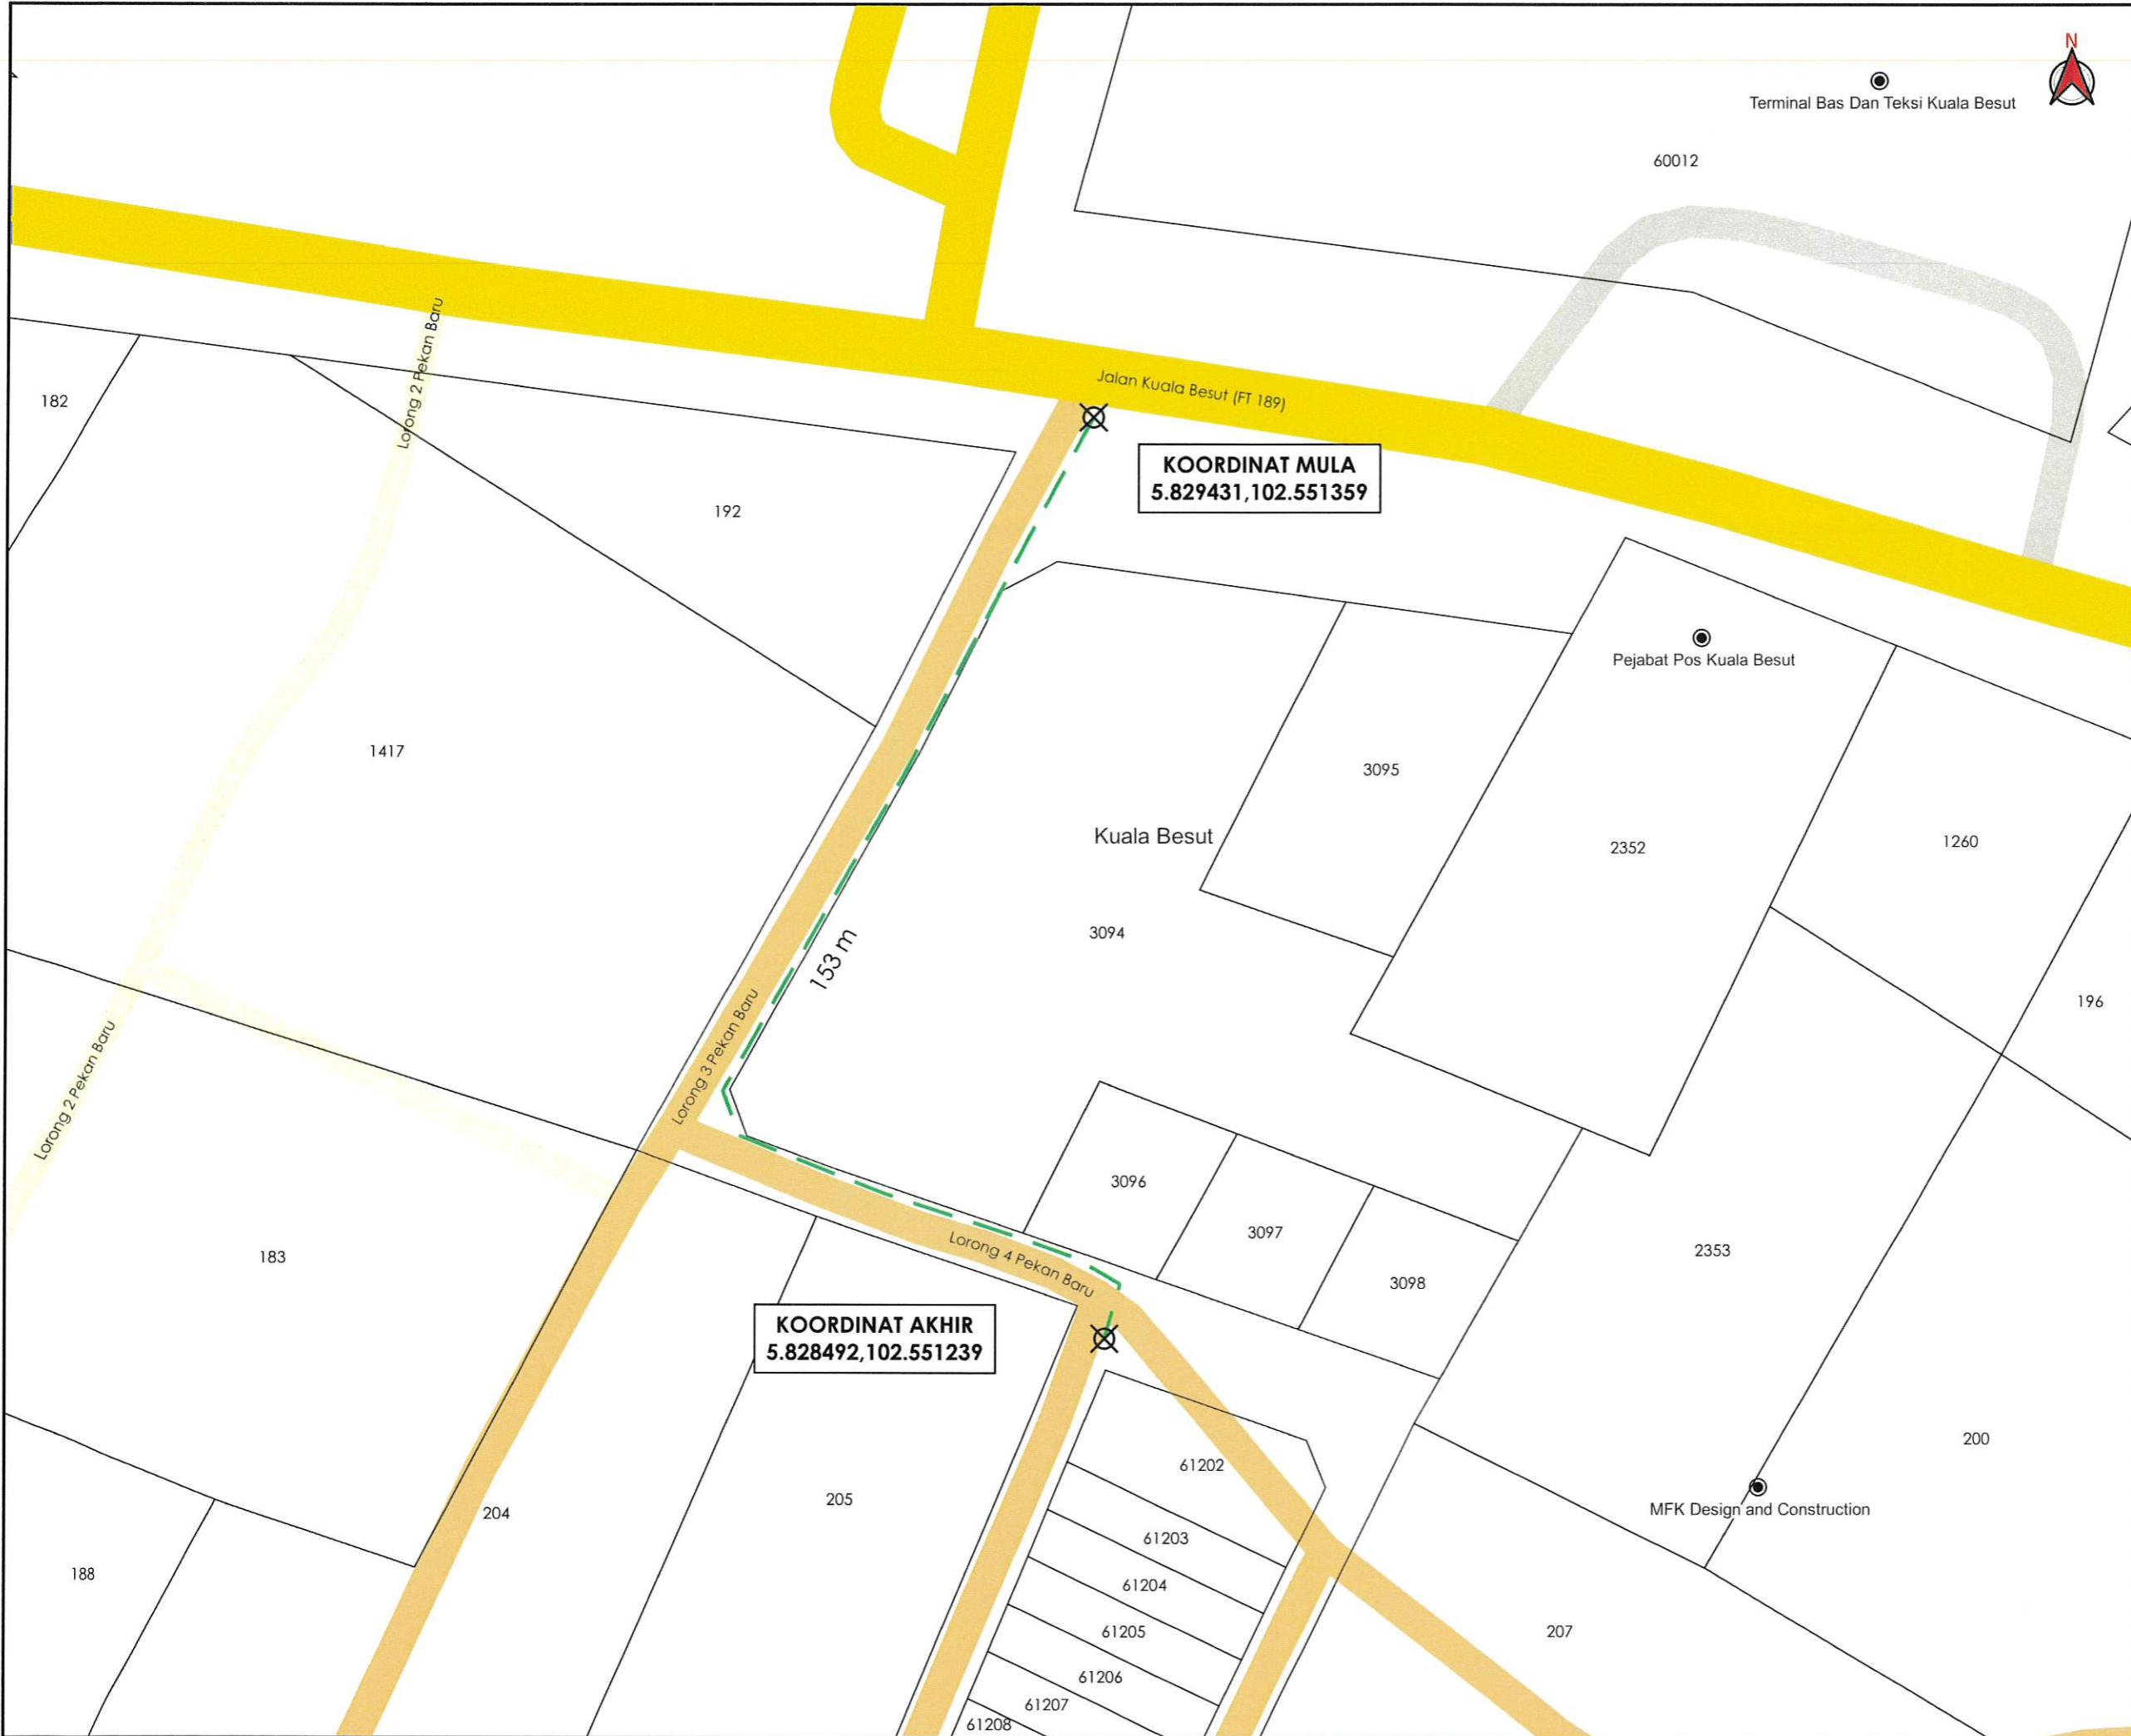 N
Terminal Bas Dan Teksi Kuala Besut
60012
Lorong 2 Pekan Baru
Jalan Kuala Besut (FT 189)
182
KOORDINAT MULA
5.829431,102.551359
192
Pejabat Pos Kuala Besut
1417
3095
Kuala Besut
2352
1260
3094
153 m
196
Lorong 3 Pekan Baru
Lorong 2 Pekan Baru
3096
3097
2353
183
Lorong 4 Pekan Baru
3098
KOORDINAT AKHIR
5.828492,102.551239
200
61202
205
MFK Design and Construction
204
61203
188
61204
61205
207
61206
61207
61208